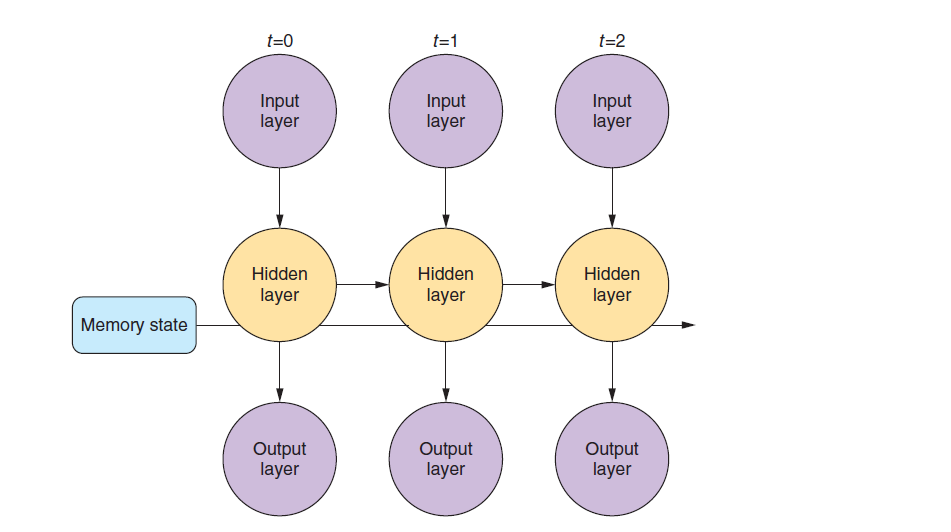 t=0
t=1
t=2
Input
layer
Input
layer
Input
layer
Hidden
layer
Hidden
layer
Hidden
layer
Memory state
Output
layer
Output
layer
Output
layer